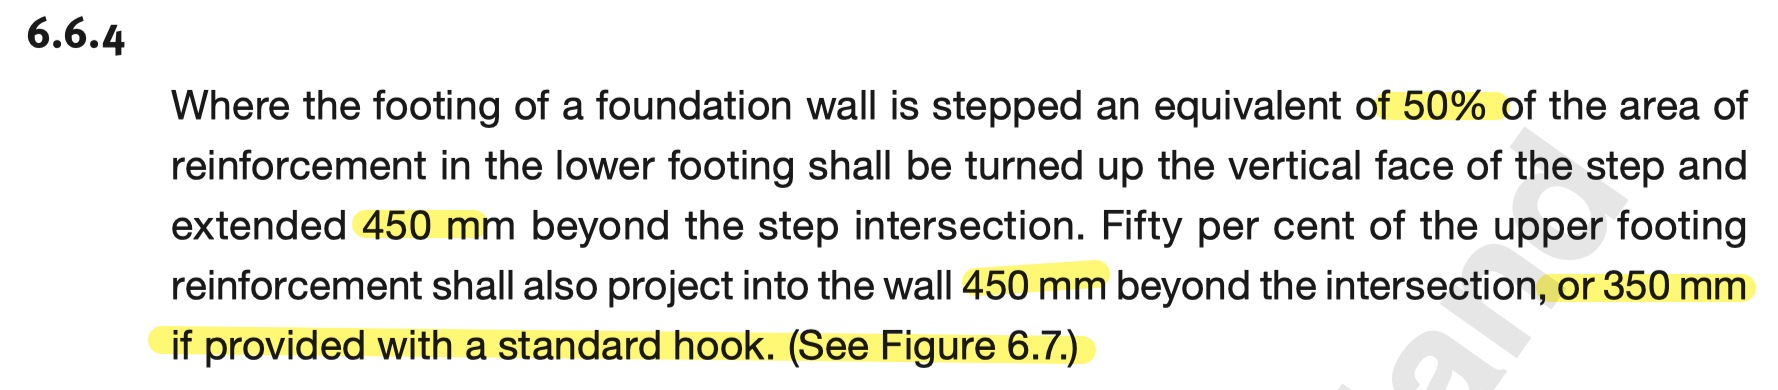 6.6.4
Where the footing of a foundation wall is stepped an equivalent of 50% of the area of
reinforcement in the lower footing shall be turned up the vertical face of the step and
extended 450 mm beyond the step intersection. Fifty per cent of the upper footing
reinforcement shall also project into the wall 450 mm beyond the intersection, or 350 mm
if provided with a standard hook. (See Figure 6.7.)
and